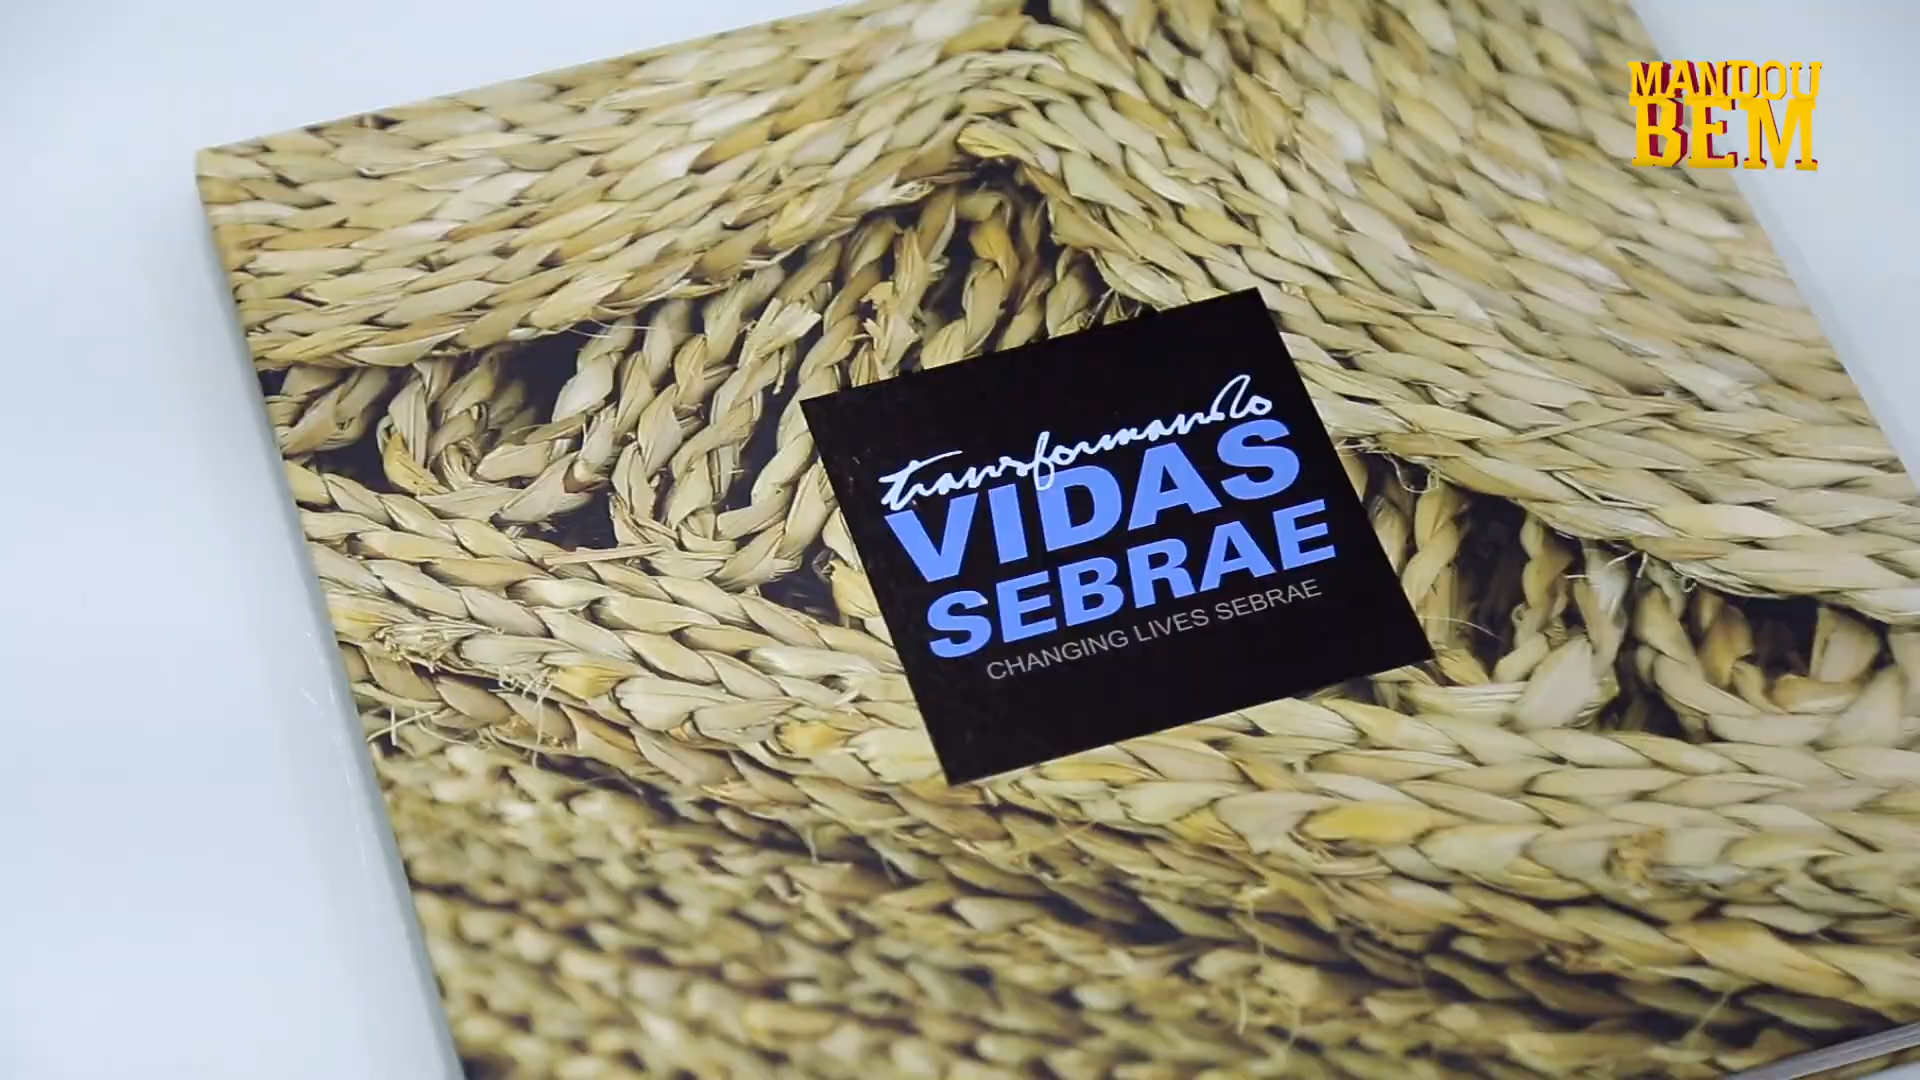 MANDOU
BEM
transformando
VIDAS
SEBRAE
CHANGING LIVES SEBRAE